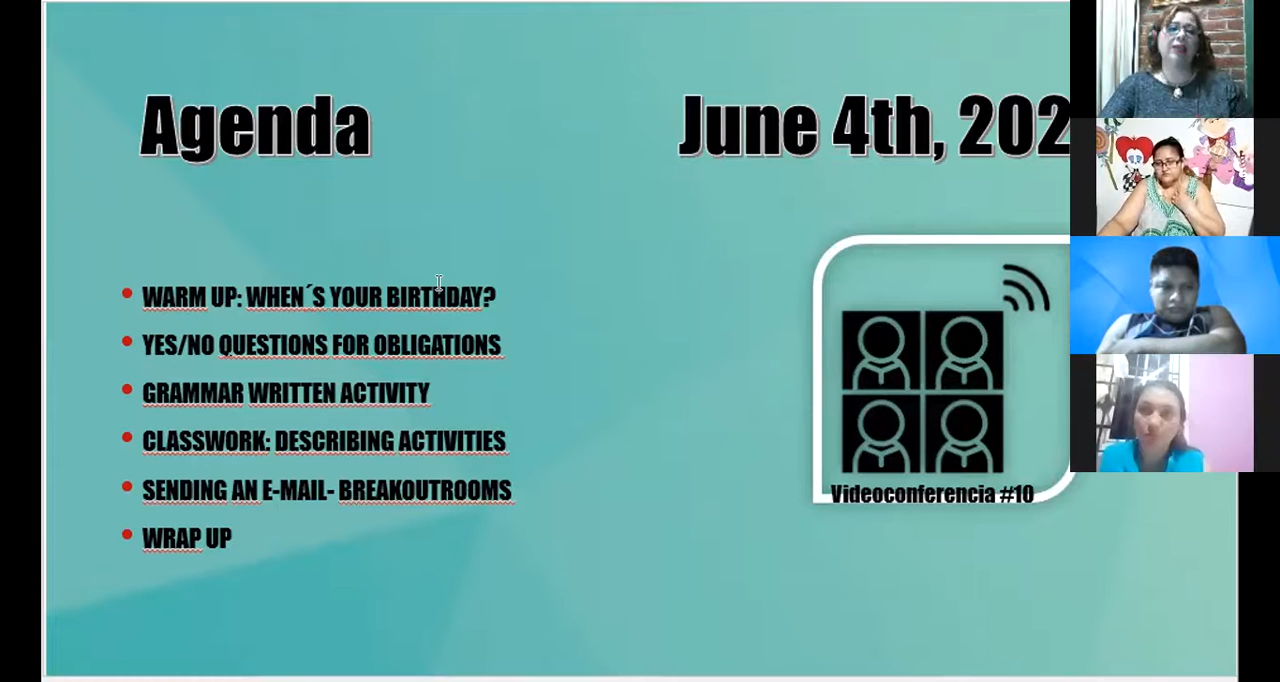 Agenda
June 4th, 202
WARM UP: WHEN´S YOUR BIRTHDAY?
YES/NO QUESTIONS FOR OBLIGATIONS
GRAMMAR WRITTEN ACTIVITY
CLASSWORK: DESCRIBING ACTIVITIES
SENDING AN E-MAIL- BREAKOUTROOMS
WRAP UP
Videoconferencia #10